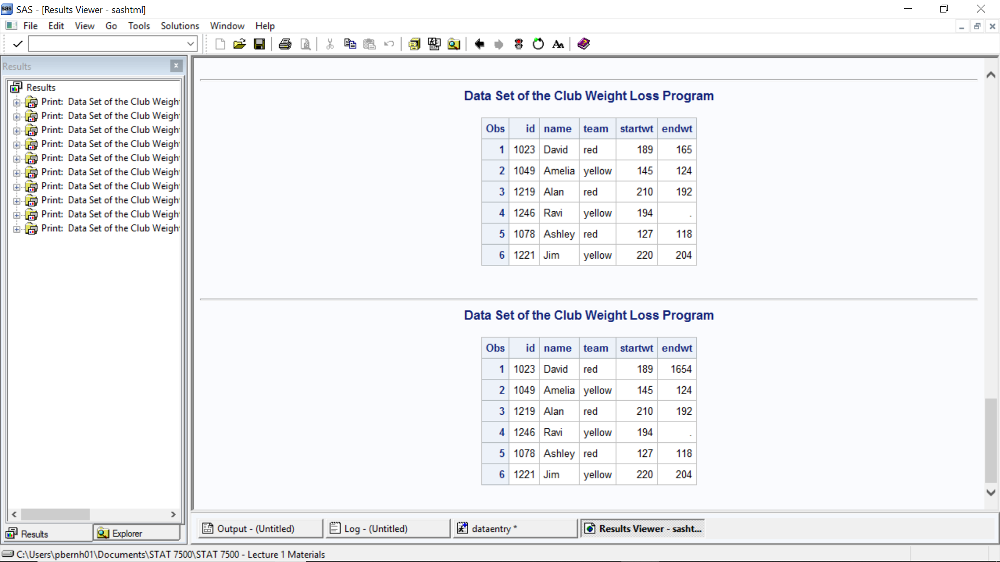 SAS - [Results Viewer - sashtml]
File Edit View Go Tools Solutions Window Help
Results
Results
Print: Data Set of the Club Weigh
Print: Data Set of the Club Weigh
Print: Data Set of the Club Weigh
Print: Data Set of the Club Weigh
Print: Data Set of the Club Weigh
Print: Data Set of the Club Weigh
Print: Data Set of the Club Weigh
Print: Data Set of the Club Weigh
Print: Data Set of the Club Weigh
Print: Data Set of the Club Weigh
Results Explorer
Data Set of the Club Weight Loss Program
Obs id name team startwt endwt
1 1023 David red 189 165
2 1049 Amelia yellow 145 124
3 1219 Alan red 210 192
4 1246 Ravi yellow 194 .
5 1078 Ashley red 127 118
6 1221 Jim yellow 220 204
Data Set of the Club Weight Loss Program
Obs id name team startwt endwt
1 1023 David red 189 1654
2 1049 Amelia yellow 145 124
3 1219 Alan red 210 192
4 1246 Ravi yellow 194 .
5 1078 Ashley red 127 118
6 1221 Jim yellow 220 204
Output - (Untitled) Log - (Untitled) dataentry * Results Viewer - sasht...
C:\Users\pbernh01\Documents\STAT 7500\STAT 7500 - Lecture 1 Materials